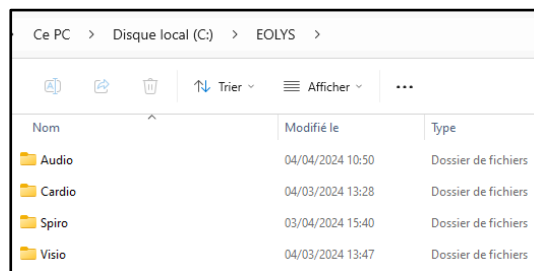 Ce PC > Disque local (C:) > EOLYS >
Trier Afficher ...
Nom Modifié le Type
Audio 04/04/2024 10:50 Dossier de fichiers
Cardio 04/03/2024 13:28 Dossier de fichiers
Spiro 03/04/2024 15:40 Dossier de fichiers
Visio 04/03/2024 13:47 Dossier de fichiers